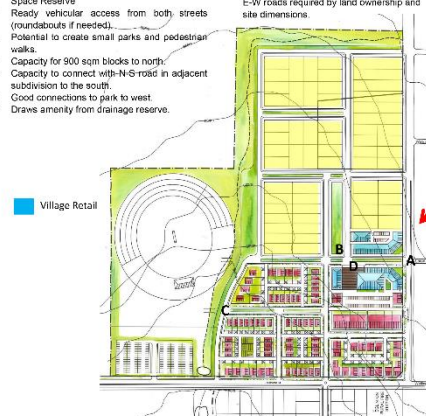 Space Reserve
Ready vehicular access from both streets
(roundabouts if needed).
Potential to create small parks and pedestrian
walks.
Capacity for 900 sqm blocks to north.
Capacity to connect with N-S road in adjacent
subdivision to the south.
Good connections to park to west.
Draws amenity from drainage reserve.
E-W roads required by land ownership and
site dimensions.
Village Retail
B
A
D
C